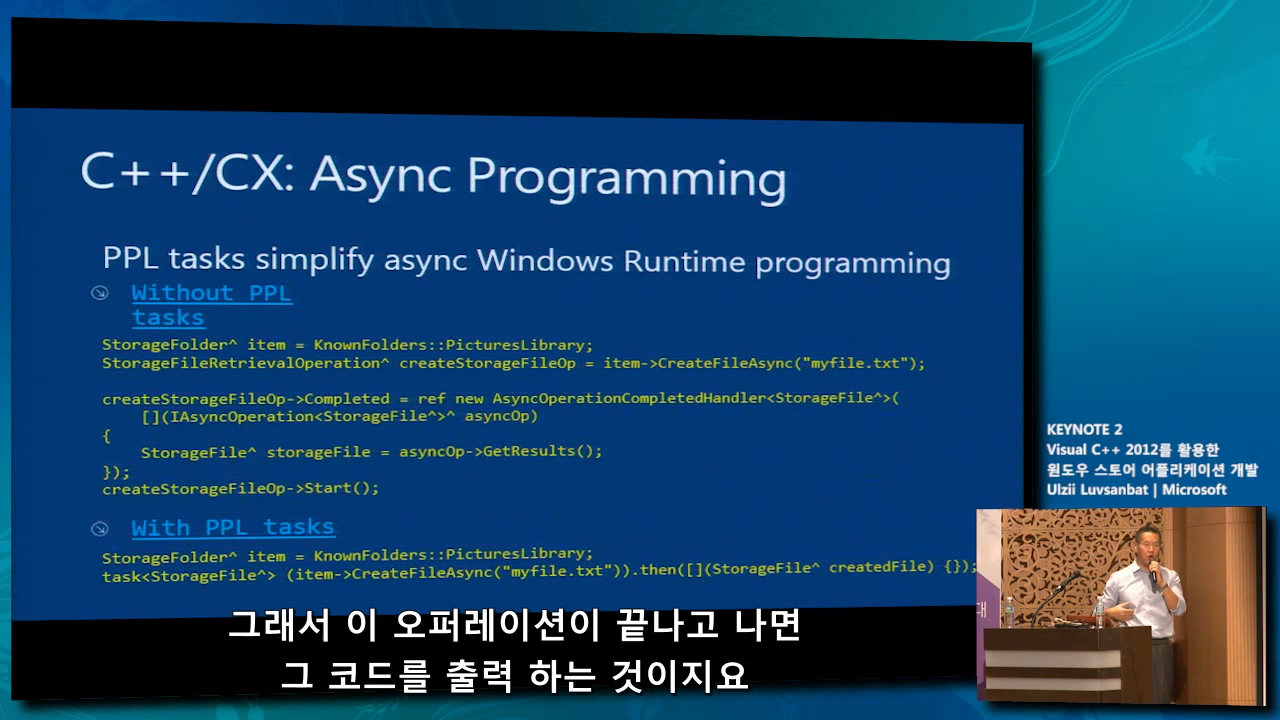 C++/CX: Async Programming
PPL tasks simplify async Windows Runtime programming
Without PPL
tasks
StorageFolder^ item = KnownFolders::PicturesLibrary;
StorageFileRetrievalOperation^ createStorageFileOp = item->CreateFileAsync("myfile.txt");
createStorageFileOp->Completed = ref new AsyncOperationCompletedHandler<StorageFile^>(
[](IAsyncOperation<StorageFile^>^ asyncOp)
{
StorageFile^ storageFile = asyncOp->GetResults();
});
createStorageFileOp->Start();
With PPL tasks
StorageFolder^ item = KnownFolders::PicturesLibrary;
task<StorageFile^> (item->CreateFileAsync("myfile.txt")).then([](StorageFile^ createdFile) {});
그래서 이 오퍼레이션이 끝나고 나면
그 코드를 출력 하는 것이지요
KEYNOTE 2
Visual C++ 2012를 활용한
윈도우 스토어 어플리케이션 개발
Ulzii Luvsanbat | Microsoft
대